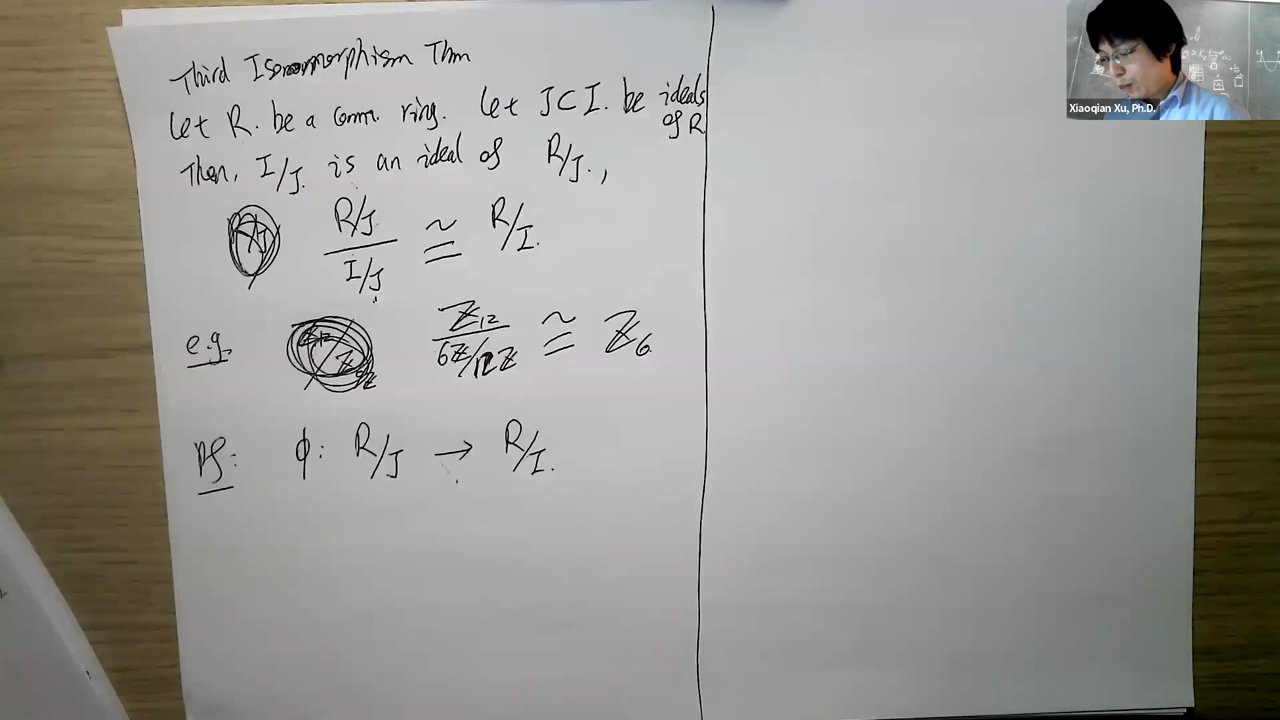 Third Isomorphism Thm
Let R. be a comm. ring. Let J⊂I. be ideals of R
Then, I/J. is an ideal of R/J.,
R/J / I/J ≅ R/I.
e.g. Z₁₂ / 6Z/12Z ≅ Z₆.
Pf: φ: R/J → R/I.
Xiaoqian Xu, Ph.D.